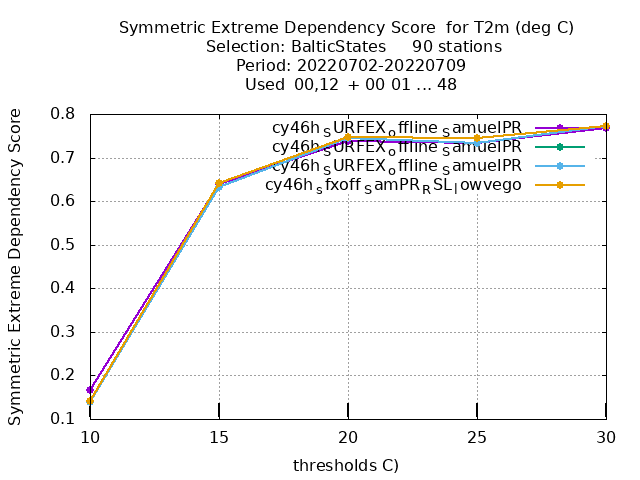 Symmetric Extreme Dependency Score  for T2m (deg C)
Selection: BalticStates     90 stations
Period: 20220702-20220709
Used  00,12  + 00 01 ... 48
Symmetric Extreme Dependency Score
0.8
0.7
0.6
0.5
0.4
0.3
0.2
0.1
cy46h_SURFEX_offline_SamuelPR
cy46h_SURFEX_offline_SamuelPR
cy46h_SURFEX_offline_SamuelPR
cy46h_sfxoff_SamPR_RSL_lowvego
10 15 20 25 30
thresholds C)